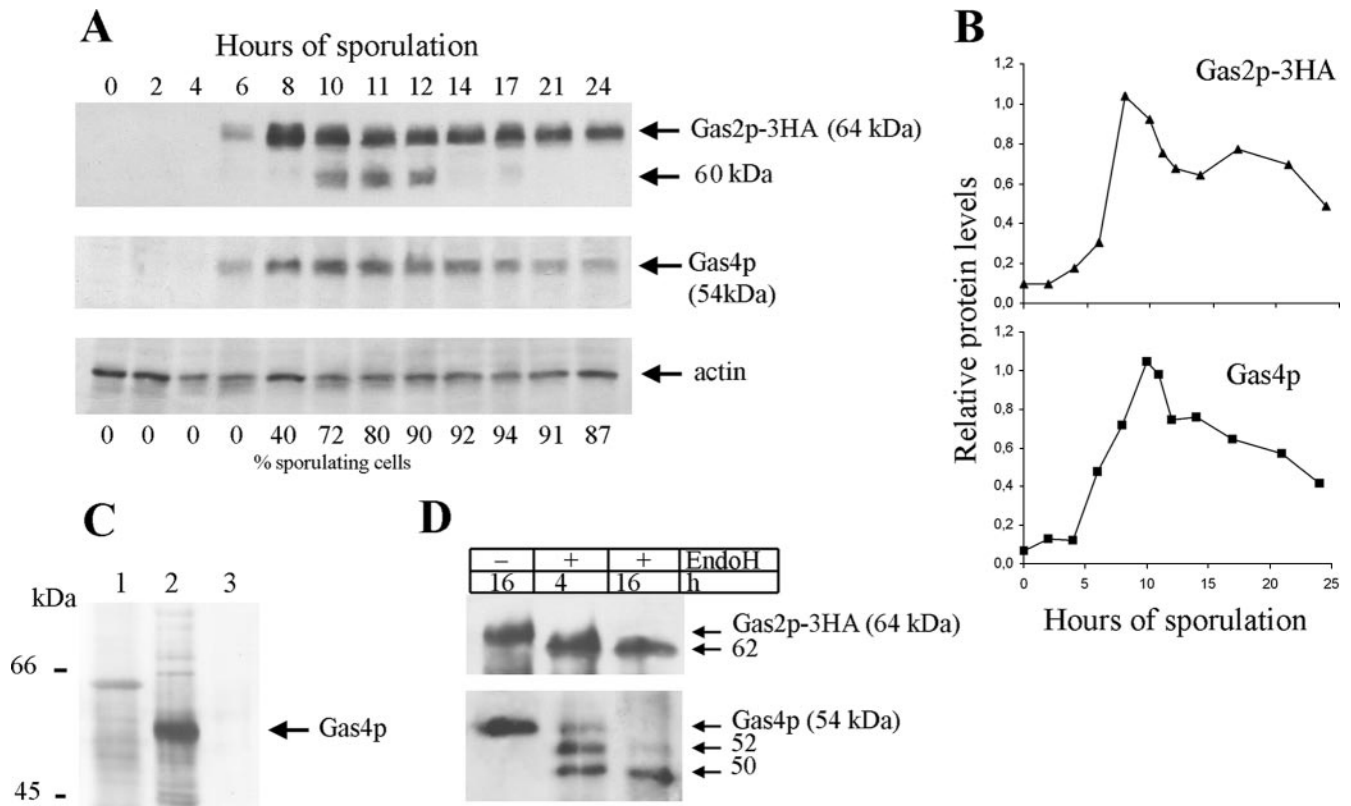 A
Hours of sporulation
0 2 4 6 8 10 11 12 14 17 21 24
Gas2p-3HA (64 kDa)
60 kDa
Gas4p
(54kDa)
actin
0 0 0 0 40 72 80 90 92 94 91 87
% sporulating cells
B
Gas2p-3HA
1,2
1,0
0,8
0,6
0,4
0,2
0,0
Relative protein levels
Gas4p
1,2
1,0
0,8
0,6
0,4
0,2
0,0
0 5 10 15 20 25
Hours of sporulation
C
1 2 3
kDa
66
45
Gas4p
D
– + + EndoH
16 4 16 h
Gas2p-3HA (64 kDa)
62
Gas4p (54 kDa)
52
50